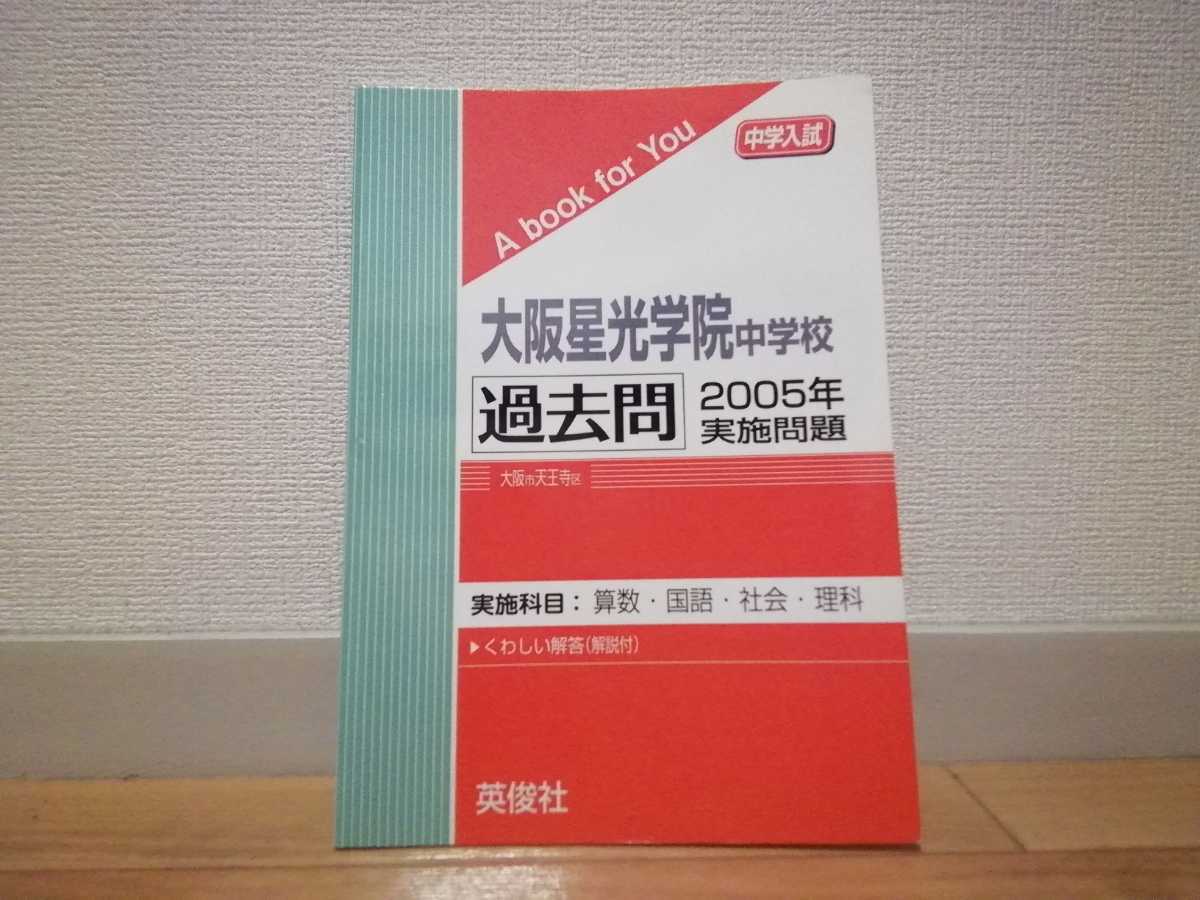 A book for You
中学入試
大阪星光学院中学校
過去問
2005年
実施問題
大阪市天王寺区
実施科目：算数・国語・社会・理科
▶くわしい解答（解説付）
英俊社